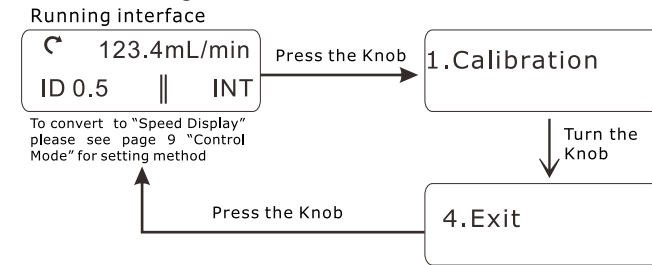 Running interface
123.4mL/min
ID 0.5 || INT
To convert to “Speed Display”
please see page 9 “Control
Mode” for setting method
Press the Knob
1.Calibration
Turn the
Knob
4.Exit
Press the Knob